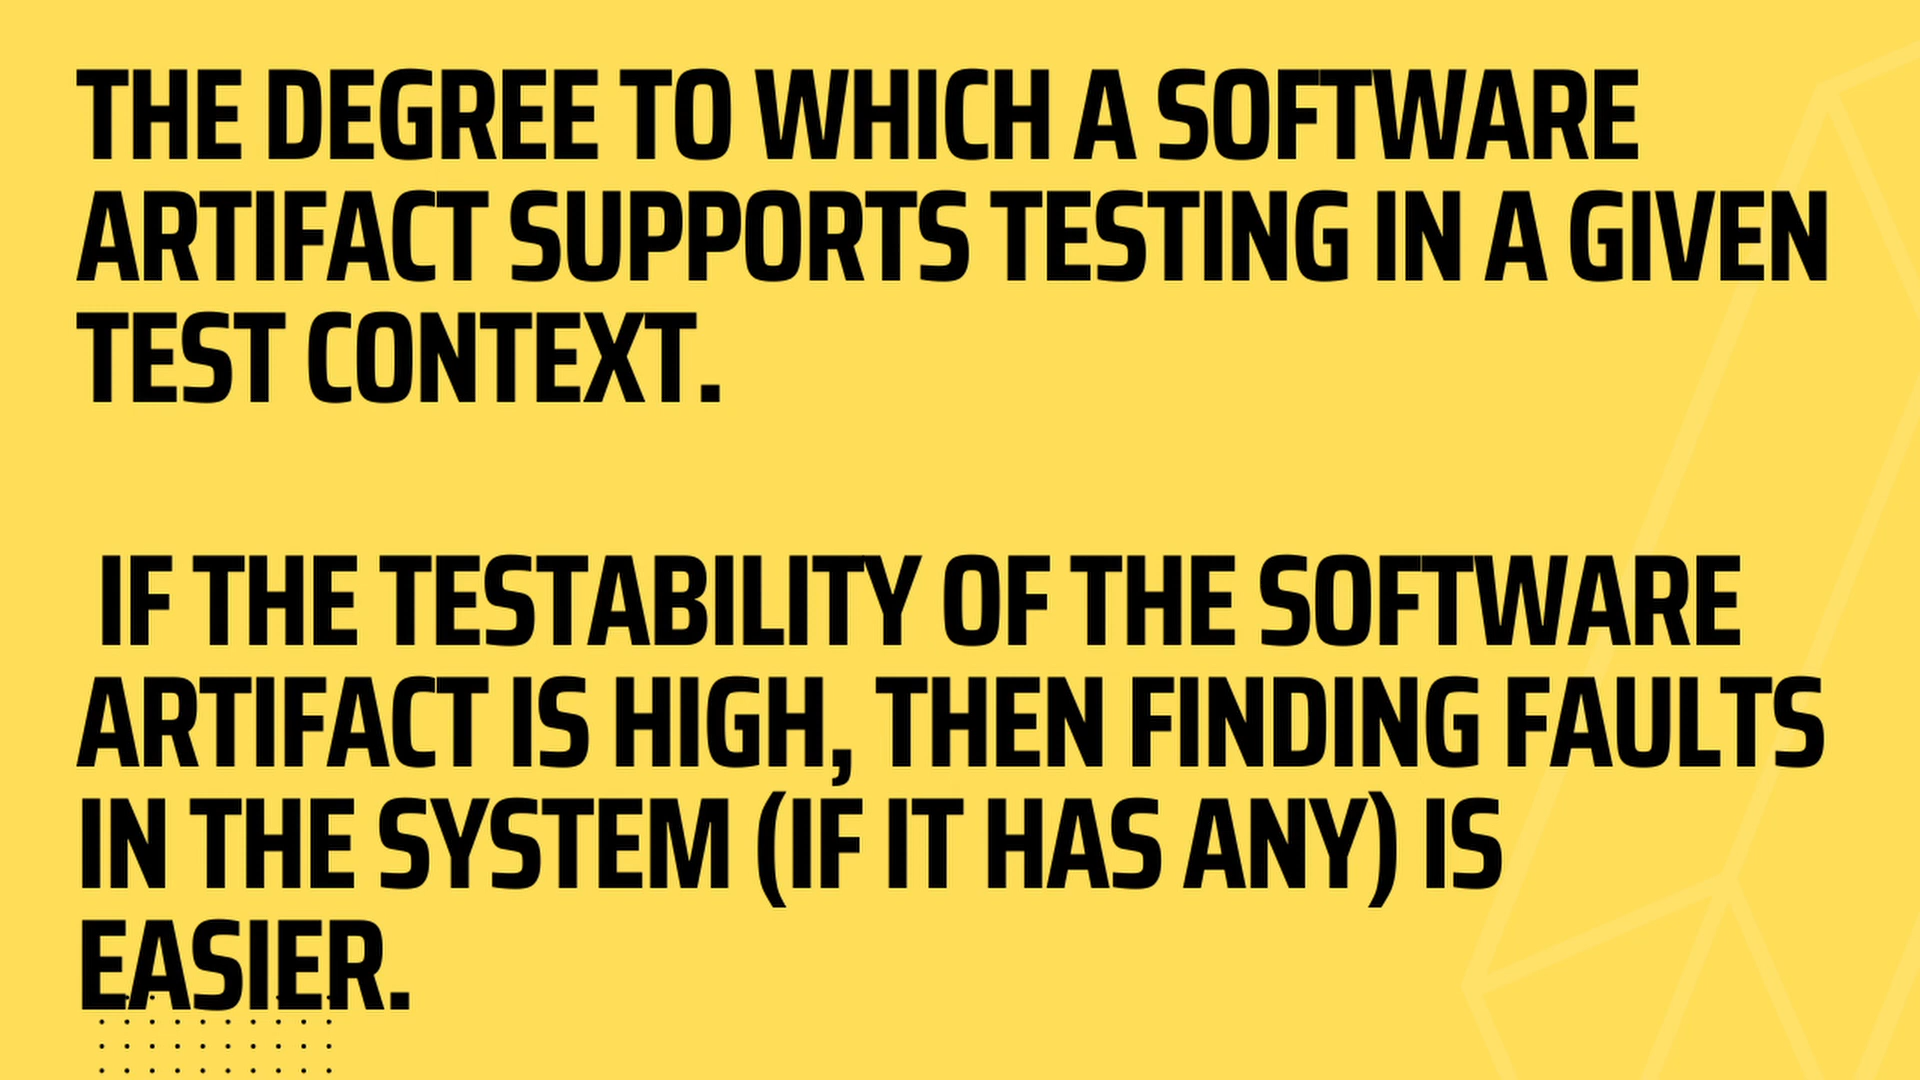 THE DEGREE TO WHICH A SOFTWARE
ARTIFACT SUPPORTS TESTING IN A GIVEN
TEST CONTEXT.
IF THE TESTABILITY OF THE SOFTWARE
ARTIFACT IS HIGH, THEN FINDING FAULTS
IN THE SYSTEM (IF IT HAS ANY) IS
EASIER.